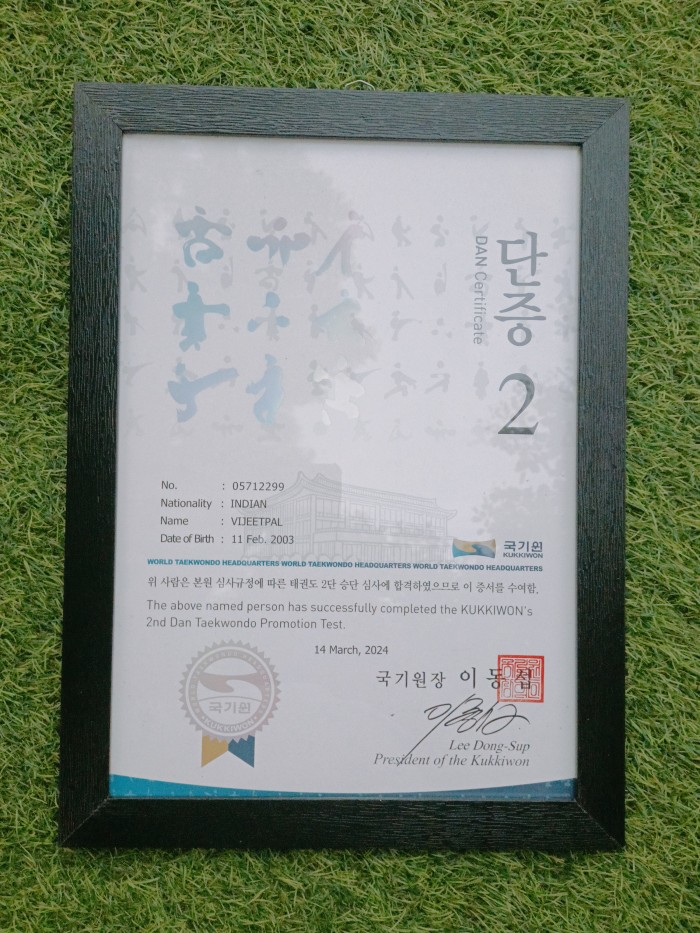 단증
DAN Certificate
2
No. : 05712299
Nationality : INDIAN
Name : VIJEETPAL
Date of Birth : 11 Feb. 2003
국기원
KUKKIWON
WORLD TAEKWONDO HEADQUARTERS WORLD TAEKWONDO HEADQUARTERS WORLD TAEKWONDO HEADQUARTERS
위 사람은 본원 심사규정에 따른 태권도 2단 승단 심사에 합격하였으므로 이 증서를 수여함.
The above named person has successfully completed the KUKKIWON's
2nd Dan Taekwondo Promotion Test.
14 March, 2024
국기원장 이동섭
국기원
KUKKIWON
Lee Dong-Sup
President of the Kukkiwon